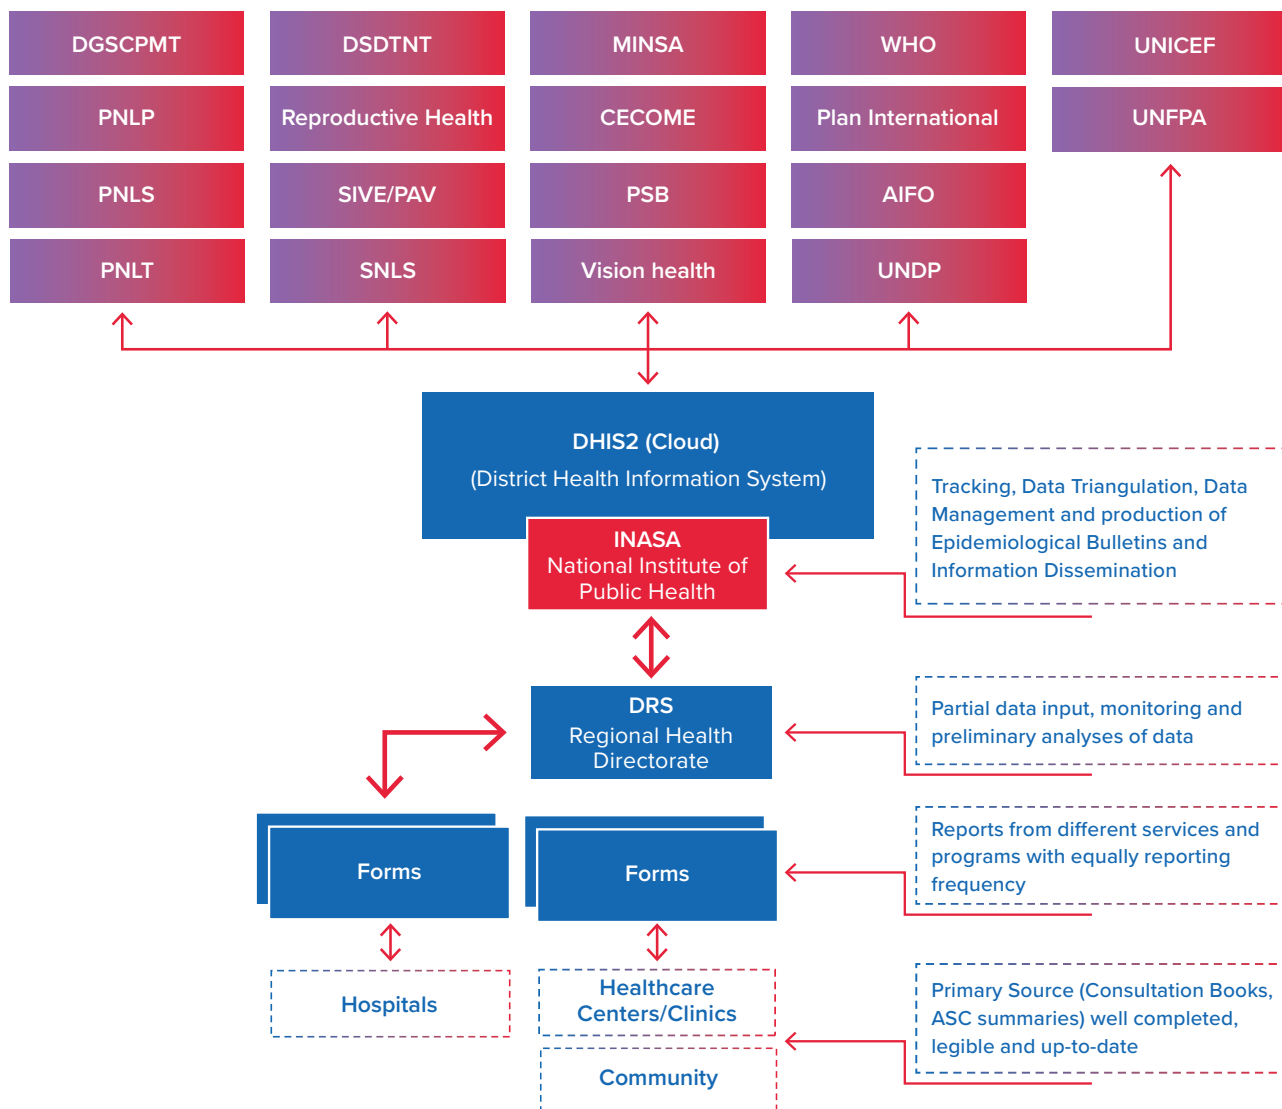 DGSCPMT
DSDTNT
MINSA
WHO
UNICEF
PNLP
Reproductive Health
CECOME
Plan International
UNFPA
PNLS
SIVE/PAV
PSB
AIFO
PNLT
SNLS
Vision health
UNDP
DHIS2 (Cloud)
(District Health Information System)
INASA
National Institute of
Public Health
Tracking, Data Triangulation, Data
Management and production of
Epidemiological Bulletins and
Information Dissemination
DRS
Regional Health
Directorate
Partial data input, monitoring and
preliminary analyses of data
Forms
Forms
Reports from different services and
programs with equally reporting
frequency
Hospitals
Healthcare
Centers/Clinics
Community
Primary Source (Consultation Books,
ASC summaries) well completed,
legible and up-to-date